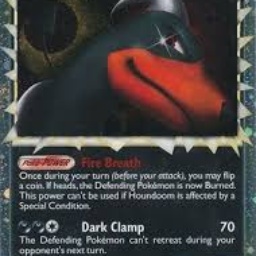 POKé-POWER Fire Breath
Once during your turn (before your attack), you may flip
a coin. If heads, the Defending Pokémon is now Burned.
This power can't be used if Houndoom is affected by a
Special Condition.
Dark Clamp 70
The Defending Pokémon can't retreat during your
opponent's next turn.